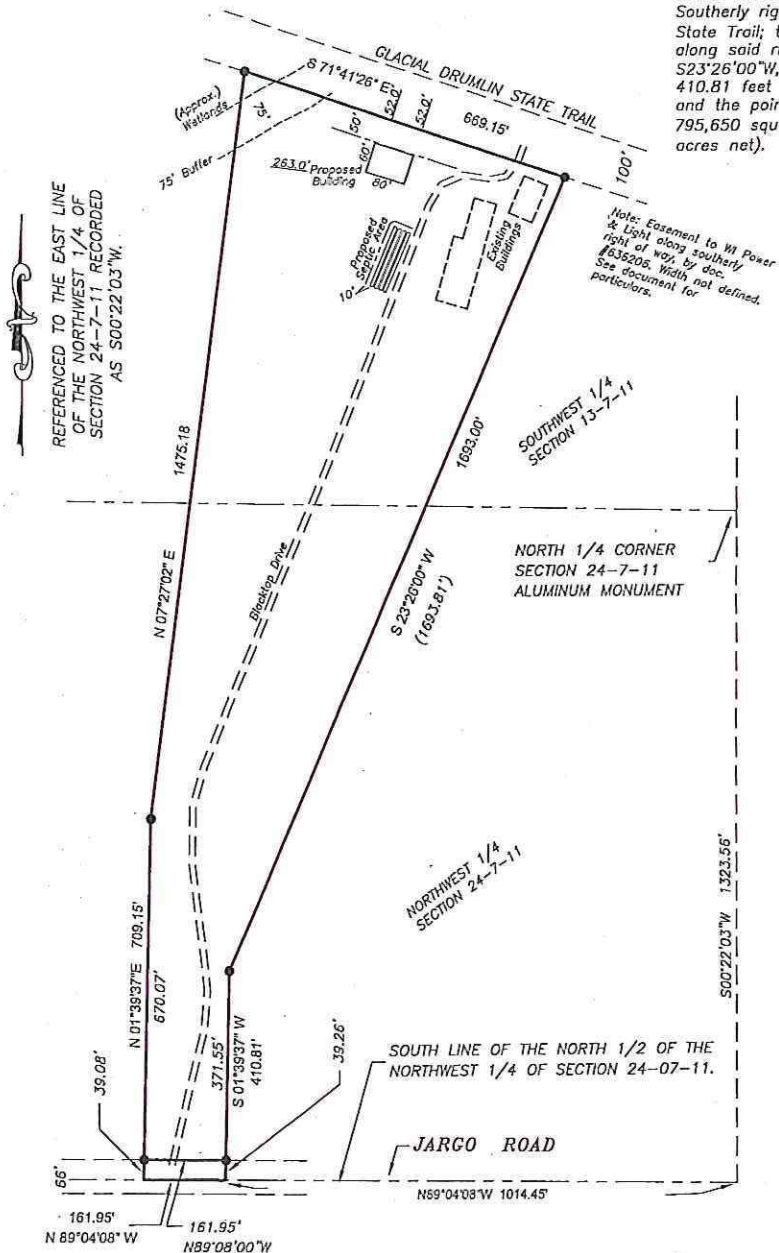 Southerly rig
State Trail; t
along said r
S23°26'00"W,
410.81 feet
and the point
795,650 squ
acres net).
GLACIAL DRUMLIN STATE TRAIL
S 71°41'26" E
669.15'
100'
52.0'
52.0'
(Approx.)
Wetlands
75'
75' Buffer
50'
60'
80'
263.0'
Proposed
Building
Proposed
Septic Area
10'
Existing
Buildings
Note: Easement to WI Power
& Light along southerly
right of way, by doc.
#635206. Width not defined.
See document for
particulars.
REFERENCED TO THE EAST LINE
OF THE NORTHWEST 1/4 OF
SECTION 24-7-11 RECORDED
AS S00°22'03"W.
1475.18
N 07°27'02" E
Blacktop Drive
1693.00'
S 23°26'00" W
(1693.81')
SOUTHWEST 1/4
SECTION 13-7-11
NORTH 1/4 CORNER
SECTION 24-7-11
ALUMINUM MONUMENT
NORTHWEST 1/4
SECTION 24-7-11
S00°22'03"W 1323.56'
N 01°39'37"E 709.15'
670.07'
371.55'
S 01°39'37" W
410.81'
39.08'
39.26'
SOUTH LINE OF THE NORTH 1/2 OF THE
NORTHWEST 1/4 OF SECTION 24-07-11.
JARGO ROAD
66'
N89°04'08"W 1014.45'
161.95'
N 89°04'08" W
161.95'
N89°08'00"W